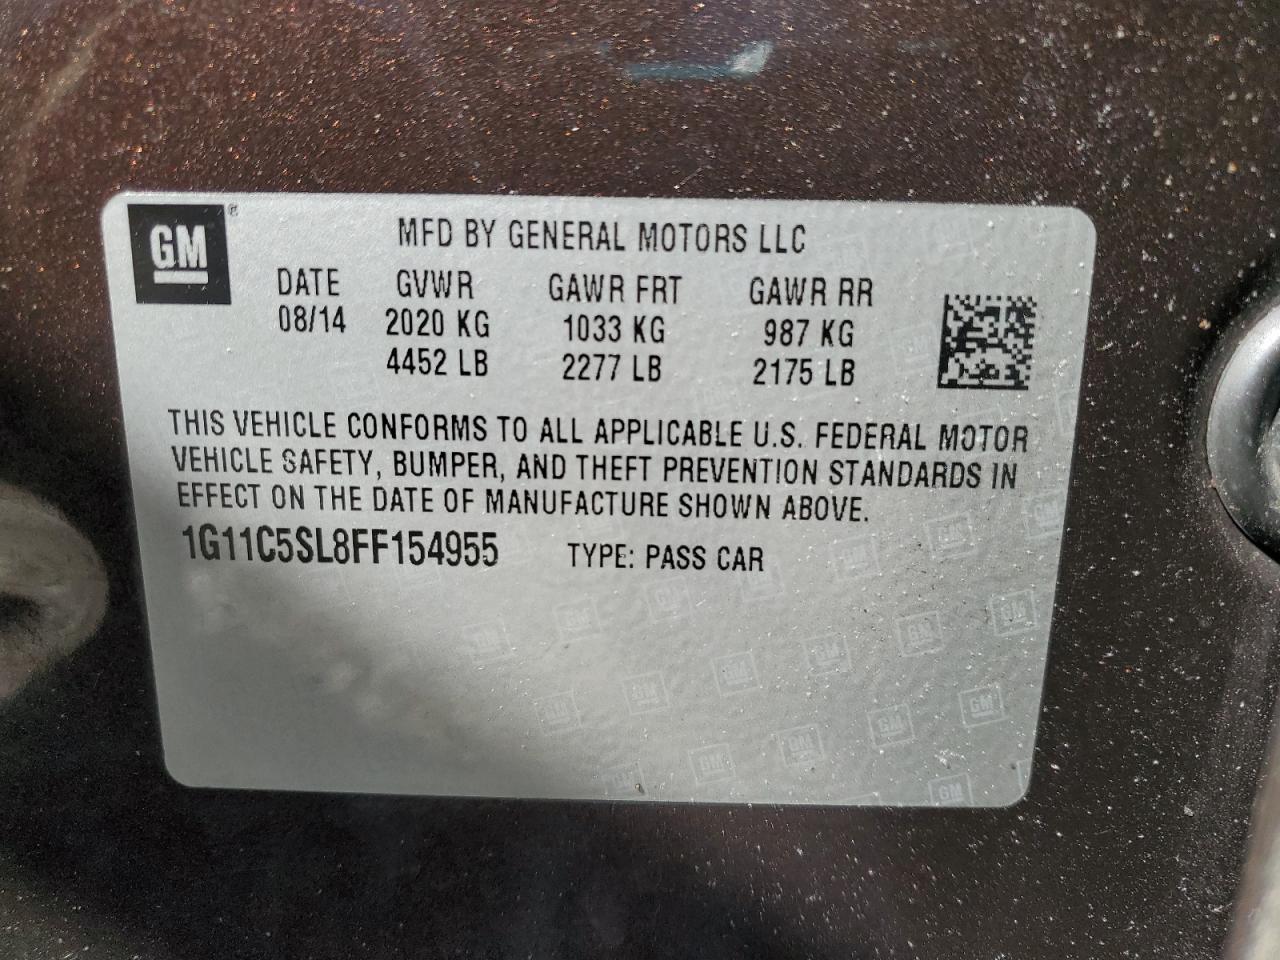 GM ®
MFD BY GENERAL MOTORS LLC
DATE GVWR GAWR FRT GAWR RR
08/14 2020 KG 1033 KG 987 KG
4452 LB 2277 LB 2175 LB
THIS VEHICLE CONFORMS TO ALL APPLICABLE U.S. FEDERAL MOTOR
VEHICLE SAFETY, BUMPER, AND THEFT PREVENTION STANDARDS IN
EFFECT ON THE DATE OF MANUFACTURE SHOWN ABOVE.
1G11C5SL8FF154955 TYPE: PASS CAR